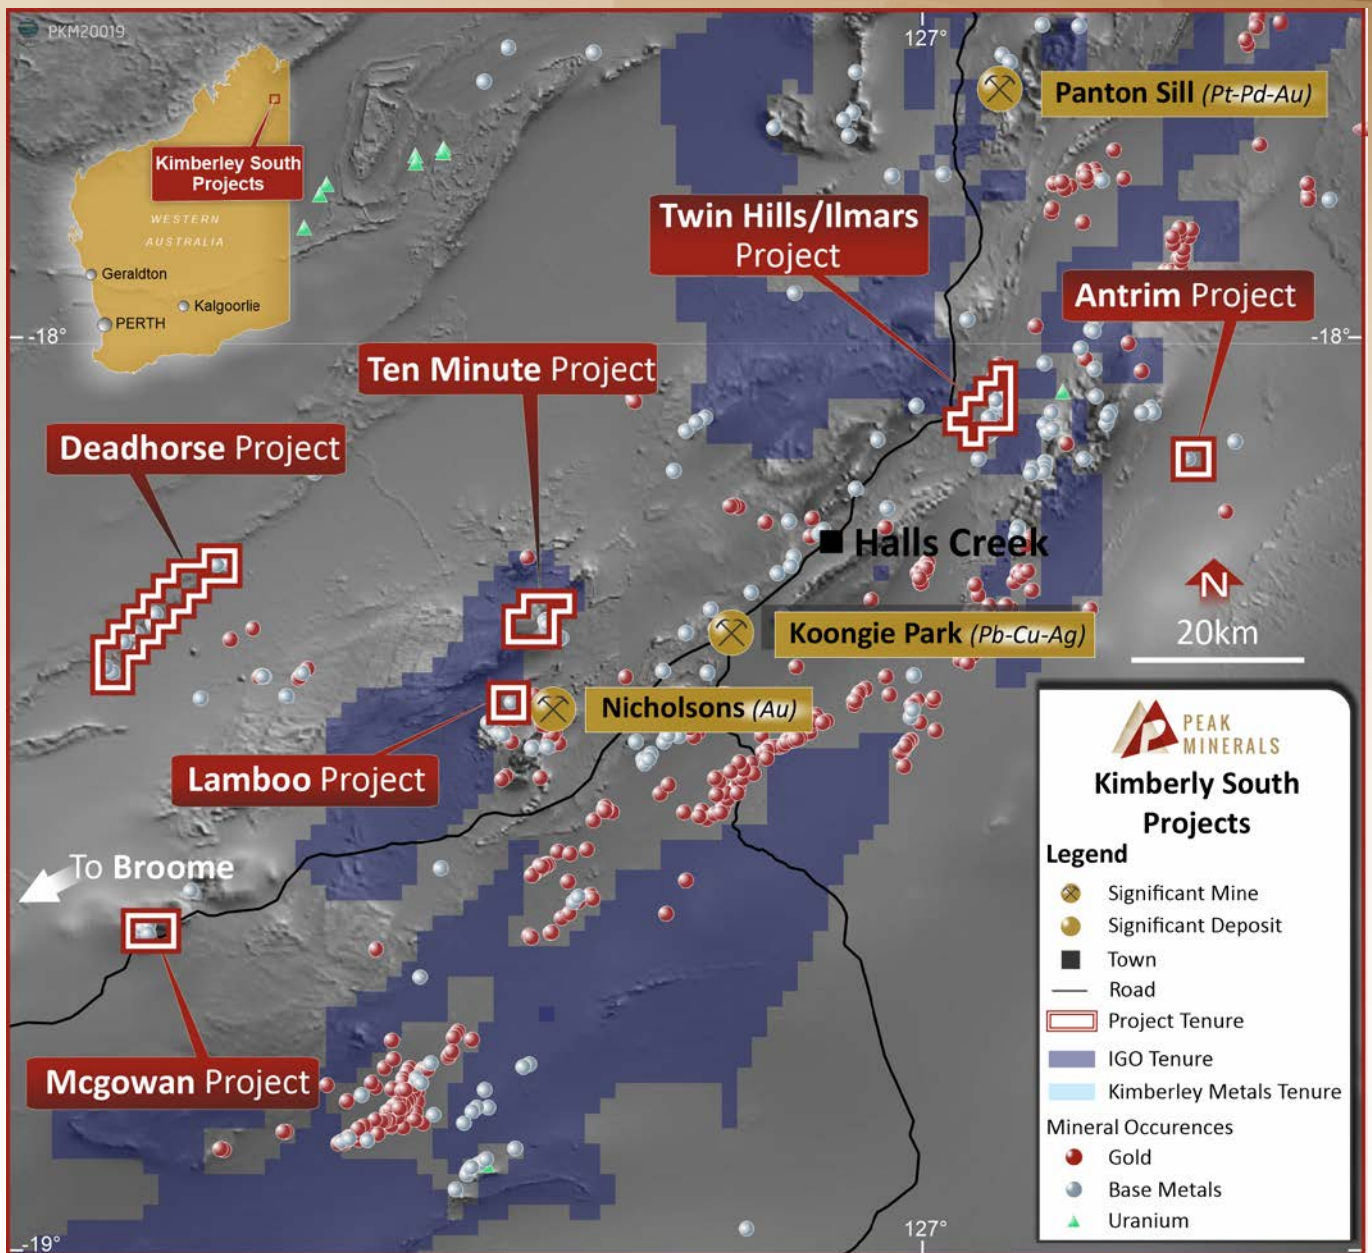 PKM20019
127°
Panton Sill (Pt-Pd-Au)
Kimberley South
Projects
WESTERN
AUSTRALIA
Geraldton
Kalgoorlie
PERTH
Twin Hills/Ilmars
Project
Antrim Project
-18°
-18°
Ten Minute Project
Deadhorse Project
Halls Creek
N
20km
Koongie Park (Pb-Cu-Ag)
Nicholsons (Au)
Lamboo Project
To Broome
Mcgowan Project
PEAK
MINERALS
Kimberly South
Projects
Legend
Significant Mine
Significant Deposit
Town
Road
Project Tenure
IGO Tenure
Kimberley Metals Tenure
Mineral Occurences
Gold
Base Metals
Uranium
-19°
127°